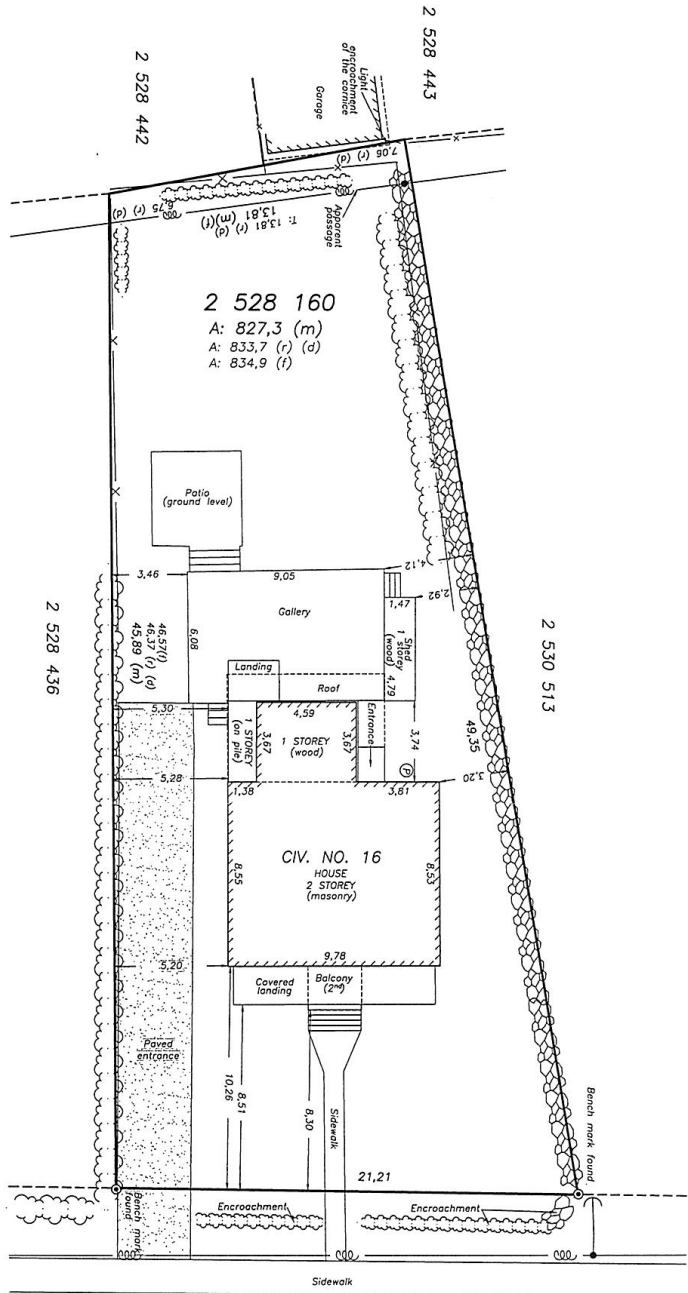 2 528 443
2 528 442
Light
encroachment
of the cornice
Garage
7,06 (r) (d)
6,75 (r) (d)
T: 13,81 (r) (d)
13,81 (m)(f)
Apparent
passage
2 528 160
A: 827,3 (m)
A: 833,7 (r) (d)
A: 834,9 (f)
Patio
(ground level)
3,46
9,05
4,12
2,92
1,47
Gallery
6,08
Shed
1 storey
(wood)
4,79
46,57(f)
46,37 (r) (d)
45,89 (m)
2 528 436
2 530 513
49,35
Landing
Roof
5,30
1 STOREY
(on pile)
4,59
3,67
3,67
1 STOREY
(wood)
Entrance
3,74
P
5,28
1,38
3,81
3,20
CIV. NO. 16
HOUSE
2 STOREY
(masonry)
8,55
8,53
9,78
5,20
Covered
landing
Balcony
(2nd)
Paved
entrance
10,26
8,51
8,30
Sidewalk
Bench mark found
21,21
Bench mark
found
Encroachment
Encroachment
Sidewalk